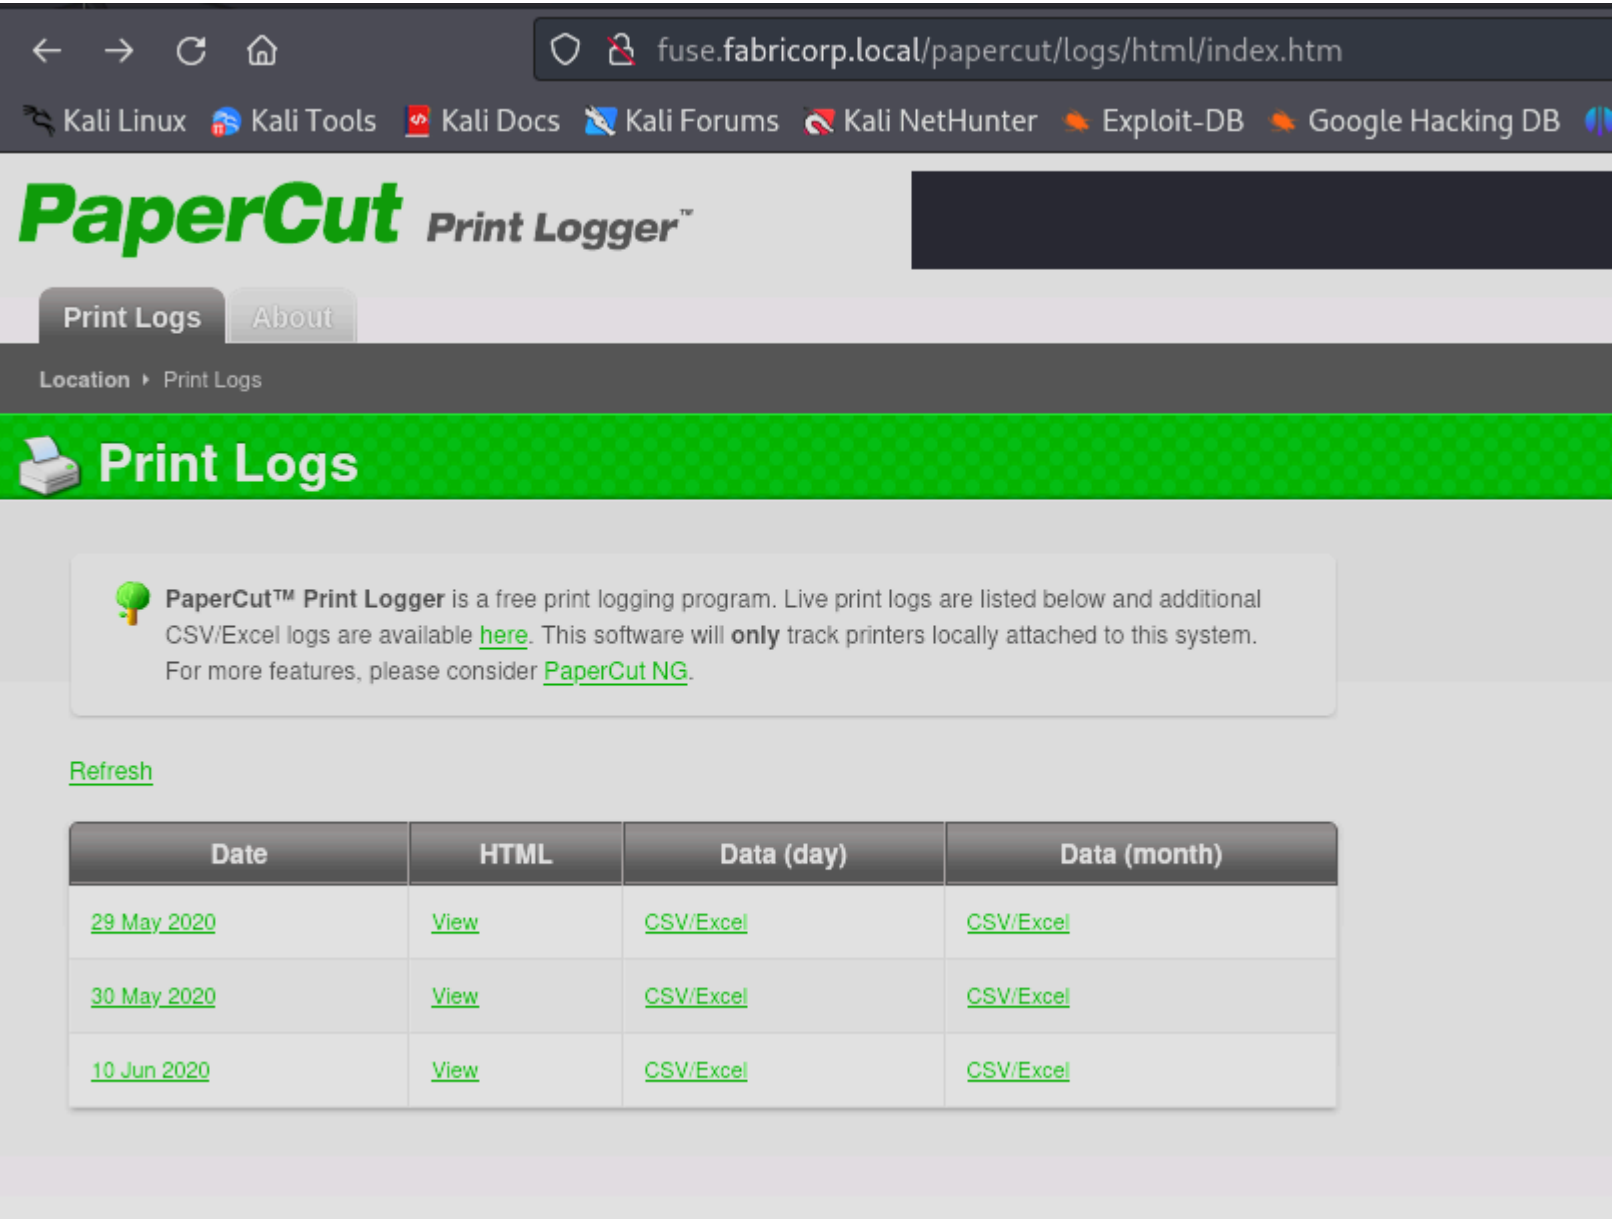 fuse.fabricorp.local/papercut/logs/html/index.htm
Kali Linux Kali Tools Kali Docs Kali Forums Kali NetHunter Exploit-DB Google Hacking DB
PaperCut Print Logger™
Print Logs About
Location Print Logs
Print Logs
PaperCut™ Print Logger is a free print logging program. Live print logs are listed below and additional
CSV/Excel logs are available here. This software will only track printers locally attached to this system.
For more features, please consider PaperCut NG.
Refresh
Date HTML Data (day) Data (month)
29 May 2020 View CSV/Excel CSV/Excel
30 May 2020 View CSV/Excel CSV/Excel
10 Jun 2020 View CSV/Excel CSV/Excel